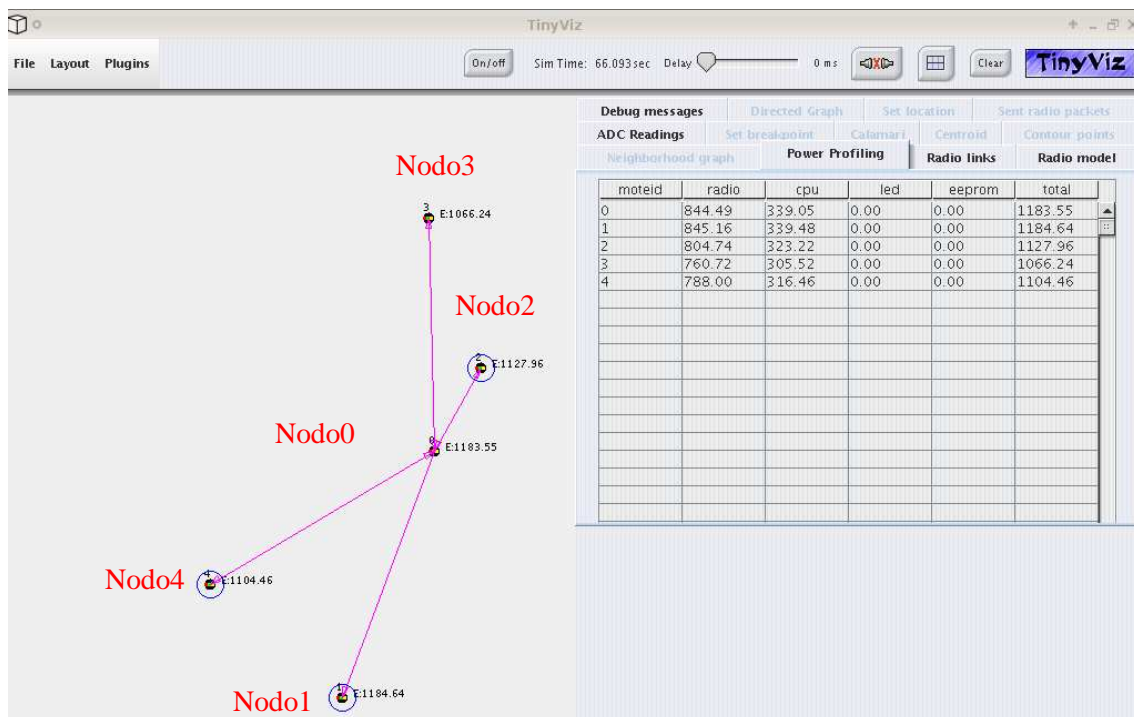 TinyViz
File Layout Plugins On/off Sim Time: 66.093 sec Delay 0 ms Clear TinyViz
Debug messages Directed Graph Set location Sent radio packets
ADC Readings Set breakpoint Calamari Centroid Contour points
Neighborhood graph Power Profiling Radio links Radio model
moteid radio cpu led eeprom total
0 844.49 339.05 0.00 0.00 1183.55
1 845.16 339.48 0.00 0.00 1184.64
2 804.74 323.22 0.00 0.00 1127.96
3 760.72 305.52 0.00 0.00 1066.24
4 788.00 316.46 0.00 0.00 1104.46
Nodo3
3 E:1066.24
Nodo2
2 E:1127.96
Nodo0
0 E:1183.55
Nodo4
4 E:1104.46
Nodo1
1 E:1184.64